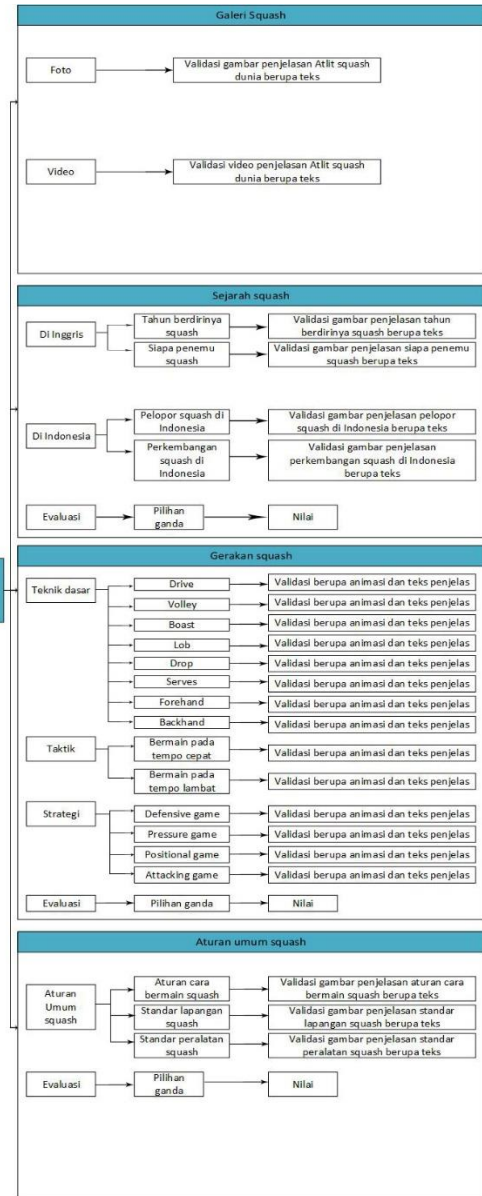 Galeri Squash
Foto
Validasi gambar penjelasan Atlit squash
dunia berupa teks
Video
Validasi video penjelasan Atlit squash
dunia berupa teks
Sejarah squash
Di Inggris
Tahun berdirinya
squash
Validasi gambar penjelasan tahun
berdirinya squash berupa teks
Siapa penemu
squash
Validasi gambar penjelasan siapa penemu
squash berupa teks
Di Indonesia
Pelopor squash di
Indonesia
Validasi gambar penjelasan pelopor
squash di Indonesia berupa teks
Perkembangan
squash di
Indonesia
Validasi gambar penjelasan
perkembangan squash di Indonesia
berupa teks
Evaluasi
Pilihan
ganda
Nilai
Gerakan squash
Teknik dasar
Drive
Validasi berupa animasi dan teks penjelas
Volley
Validasi berupa animasi dan teks penjelas
Boast
Validasi berupa animasi dan teks penjelas
Lob
Validasi berupa animasi dan teks penjelas
Drop
Validasi berupa animasi dan teks penjelas
Serves
Validasi berupa animasi dan teks penjelas
Forehand
Validasi berupa animasi dan teks penjelas
Backhand
Validasi berupa animasi dan teks penjelas
Taktik
Bermain pada
tempo cepat
Validasi berupa animasi dan teks penjelas
Bermain pada
tempo lambat
Validasi berupa animasi dan teks penjelas
Strategi
Defensive game
Validasi berupa animasi dan teks penjelas
Pressure game
Validasi berupa animasi dan teks penjelas
Positional game
Validasi berupa animasi dan teks penjelas
Attacking game
Validasi berupa animasi dan teks penjelas
Evaluasi
Pilihan ganda
Nilai
Aturan umum squash
Aturan
Umum
squash
Aturan cara
bermain squash
Validasi gambar penjelasan aturan cara
bermain squash berupa teks
Standar lapangan
squash
Validasi gambar penjelasan standar
lapangan squash berupa teks
Standar peralatan
squash
Validasi gambar penjelasan standar
peralatan squash berupa teks
Evaluasi
Pilihan
ganda
Nilai